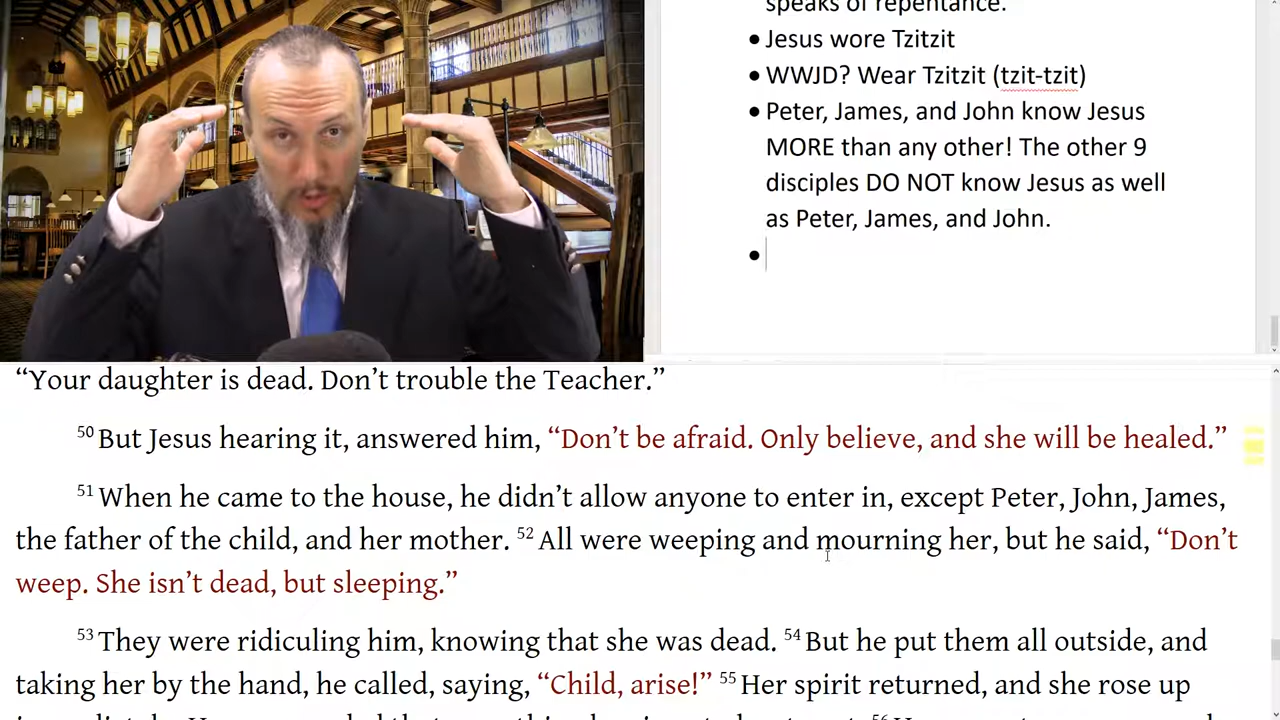 speaks of repentance.
• Jesus wore Tzitzit
• WWJD? Wear Tzitzit (tzit-tzit)
• Peter, James, and John know Jesus
MORE than any other! The other 9
disciples DO NOT know Jesus as well
as Peter, James, and John.
•
“Your daughter is dead. Don’t trouble the Teacher.”
50 But Jesus hearing it, answered him, “Don’t be afraid. Only believe, and she will be healed.”
51 When he came to the house, he didn’t allow anyone to enter in, except Peter, John, James,
the father of the child, and her mother. 52 All were weeping and mourning her, but he said, “Don’t
weep. She isn’t dead, but sleeping.”
53 They were ridiculing him, knowing that she was dead. 54 But he put them all outside, and
taking her by the hand, he called, saying, “Child, arise!” 55 Her spirit returned, and she rose up